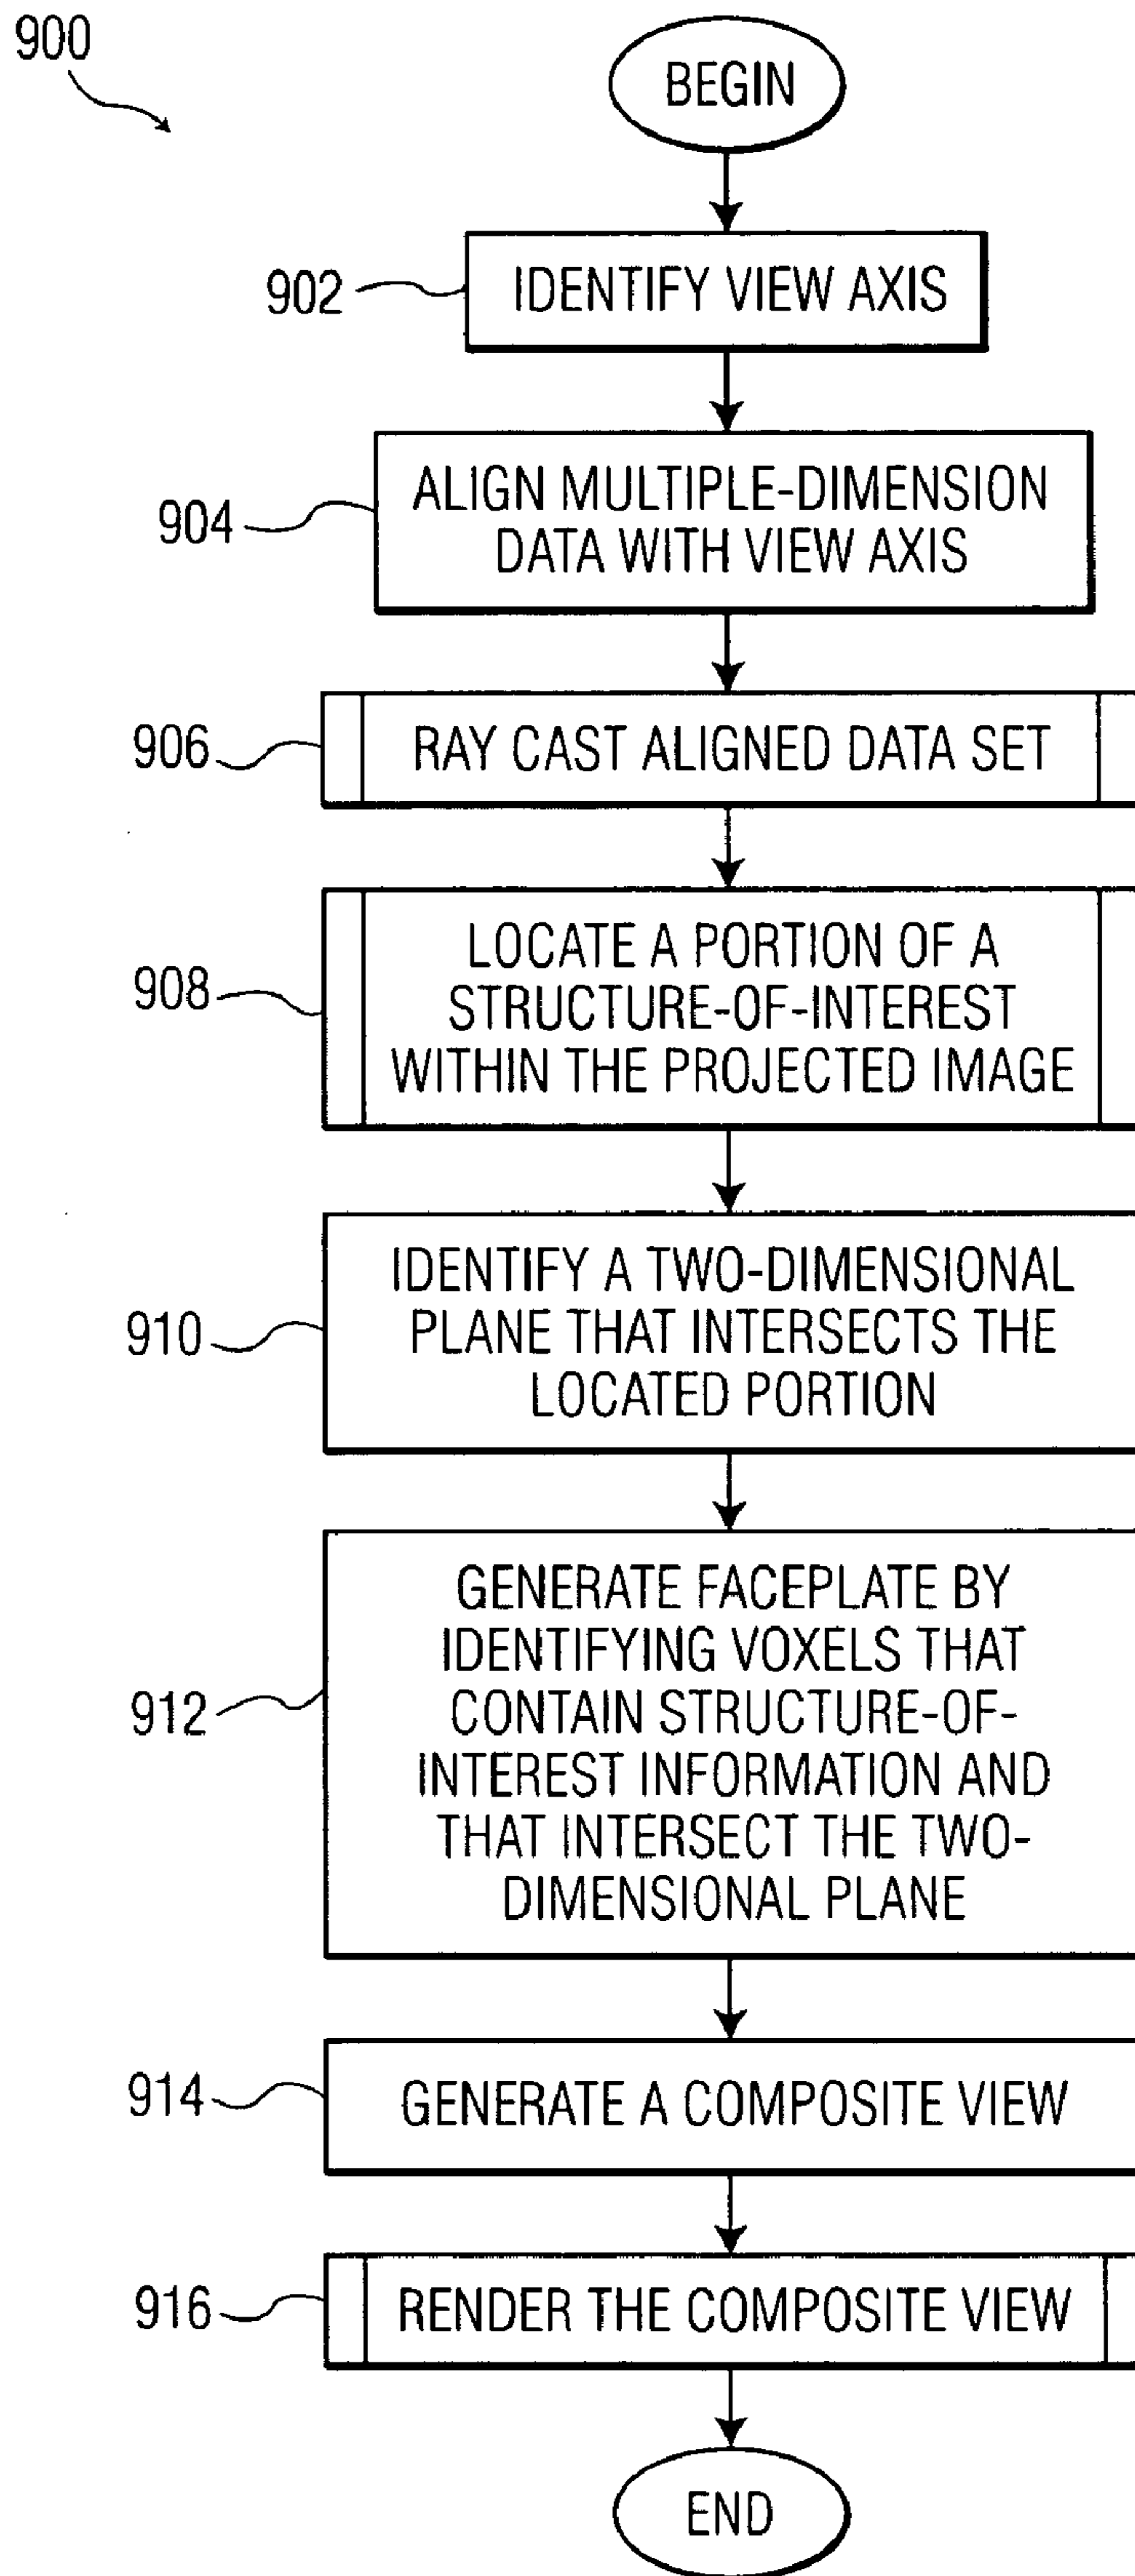 900
BEGIN
902
IDENTIFY VIEW AXIS
904
ALIGN MULTIPLE-DIMENSION
DATA WITH VIEW AXIS
906
RAY CAST ALIGNED DATA SET
908
LOCATE A PORTION OF A
STRUCTURE-OF-INTEREST
WITHIN THE PROJECTED IMAGE
910
IDENTIFY A TWO-DIMENSIONAL
PLANE THAT INTERSECTS THE
LOCATED PORTION
912
GENERATE FACEPLATE BY
IDENTIFYING VOXELS THAT
CONTAIN STRUCTURE-OF-
INTEREST INFORMATION AND
THAT INTERSECT THE TWO-
DIMENSIONAL PLANE
914
GENERATE A COMPOSITE VIEW
916
RENDER THE COMPOSITE VIEW
END